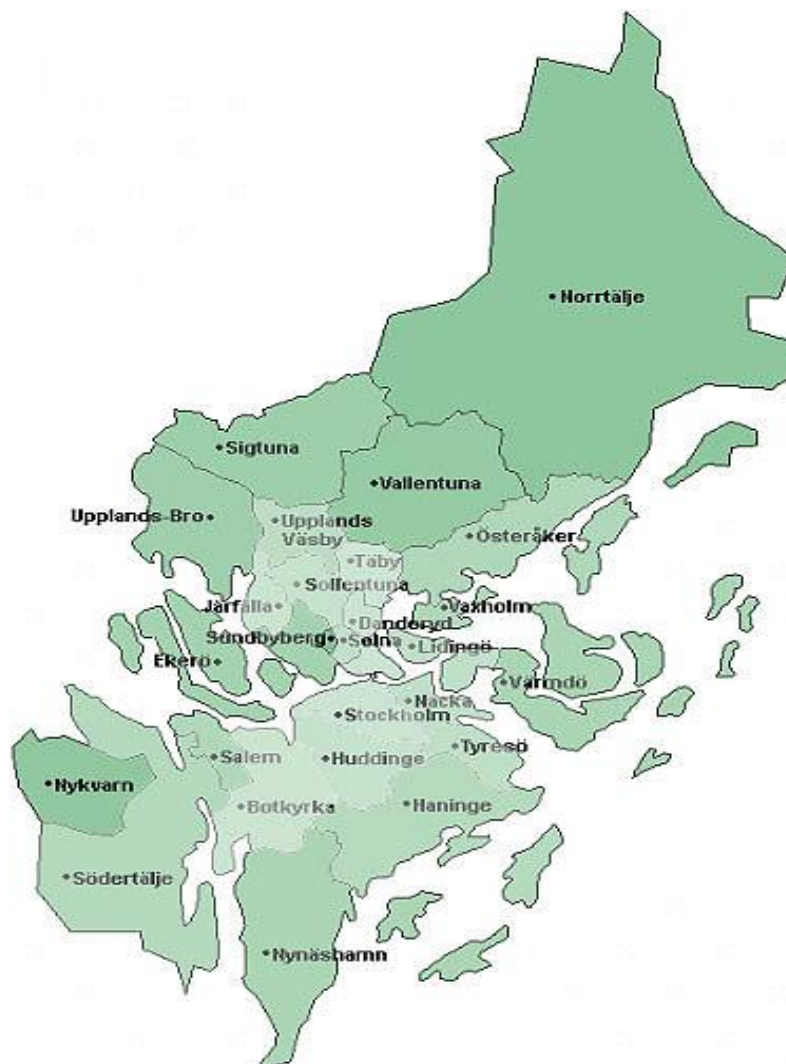 Norrtälje
Sigtuna
Vallentuna
Upplands-Bro
Upplands
Väsby
Österåker
Täby
Sollentuna
Järfälla
Vaxholm
Danderyd
Sundbyberg
Solna
Lidingö
Ekerö
Värmdö
Nacka
Stockholm
Tyresö
Salem
Huddinge
Nykvarn
Botkyrka
Haninge
Södertälje
Nynäshamn